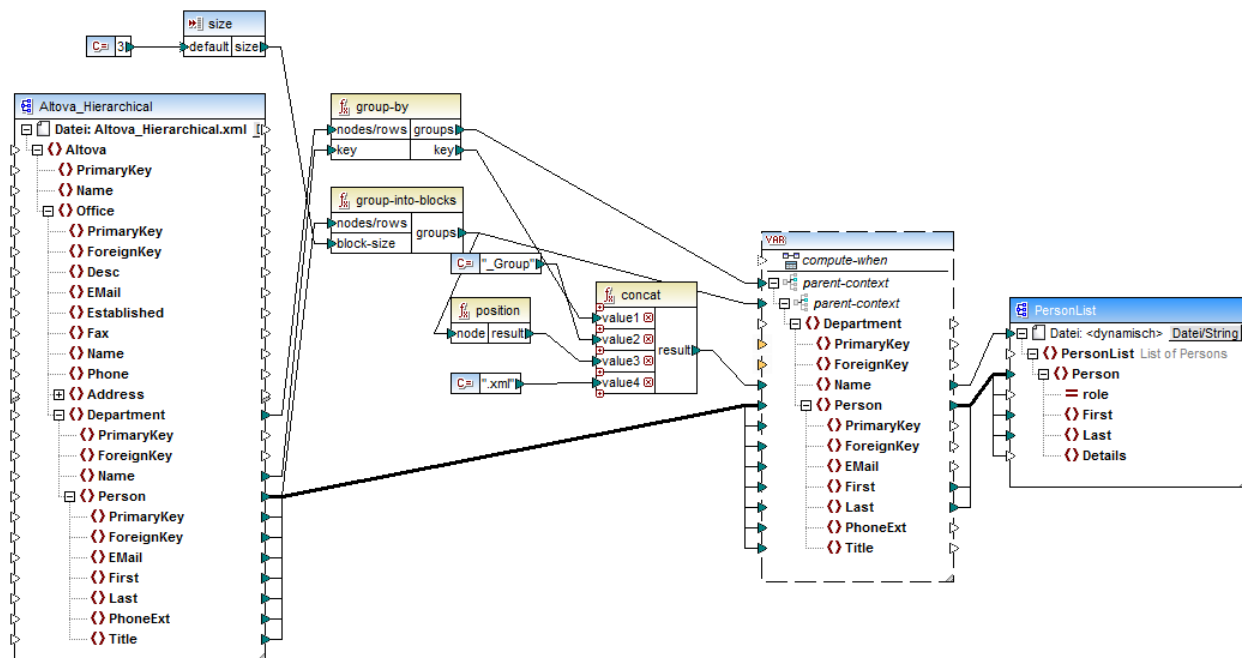 size
C= 3
default size
Altova_Hierarchical
Datei: Altova_Hierarchical.xml
Altova
PrimaryKey
Name
Office
PrimaryKey
ForeignKey
Desc
EMail
Established
Fax
Name
Phone
Address
Department
PrimaryKey
ForeignKey
Name
Person
PrimaryKey
ForeignKey
EMail
First
Last
PhoneExt
Title
group-by
nodes/rows groups
key key
group-into-blocks
nodes/rows
groups
block-size
C= "_Group"
position
node result
C= ".xml"
concat
value1
value2
value3
value4
result
VAR
compute-when
parent-context
parent-context
Department
PrimaryKey
ForeignKey
Name
Person
PrimaryKey
ForeignKey
EMail
First
Last
PhoneExt
Title
PersonList
Datei: <dynamisch> Datei/String
PersonList List of Persons
Person
role
First
Last
Details